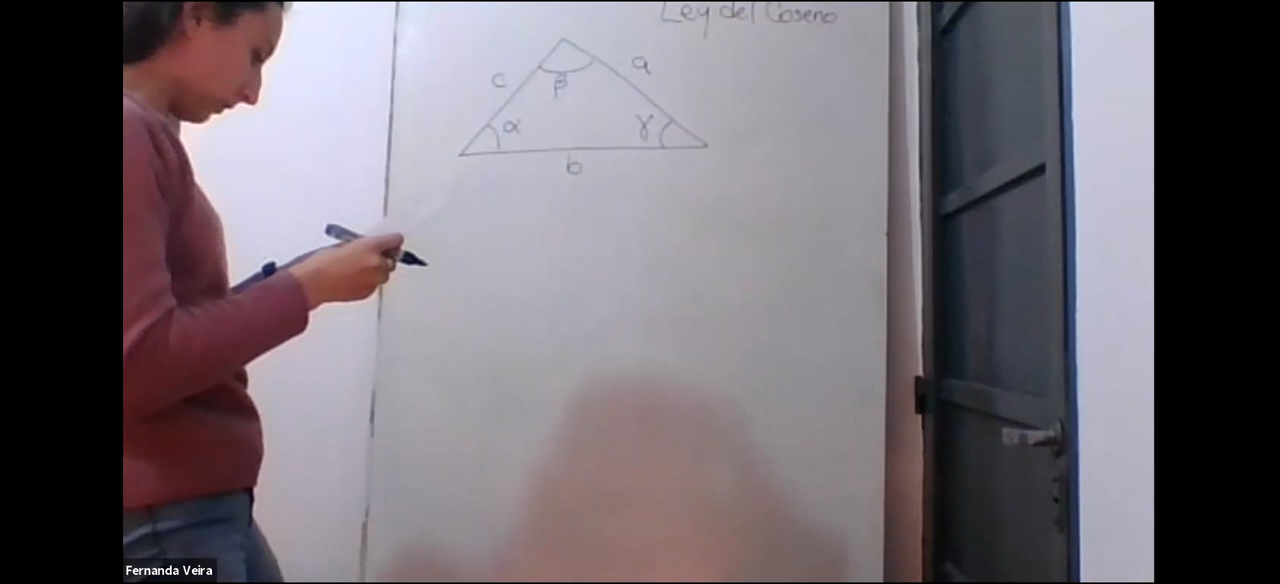 Ley del Coseno
c
a
β
α
γ
b
Fernanda Veira